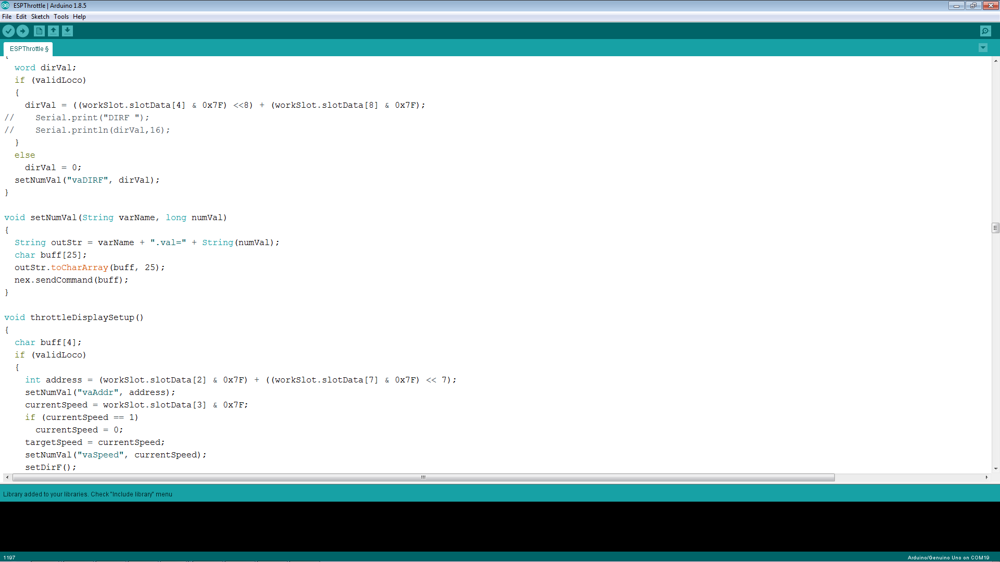 ESPThrottle | Arduino 1.8.5
File Edit Sketch Tools Help
ESPThrottle §
{
  word dirVal;
  if (validLoco)
  {
    dirVal = ((workSlot.slotData[4] & 0x7F) <<8) + (workSlot.slotData[8] & 0x7F);
//    Serial.print("DIRF ");
//    Serial.println(dirVal,16);
  }
  else
    dirVal = 0;
  setNumVal("vaDIRF", dirVal);
}
void setNumVal(String varName, long numVal)
{
  String outStr = varName + ".val=" + String(numVal);
  char buff[25];
  outStr.toCharArray(buff, 25);
  nex.sendCommand(buff);
}
void throttleDisplaySetup()
{
  char buff[4];
  if (validLoco)
  {
    int address = (workSlot.slotData[2] & 0x7F) + ((workSlot.slotData[7] & 0x7F) << 7);
    setNumVal("vaAddr", address);
    currentSpeed = workSlot.slotData[3] & 0x7F;
    if (currentSpeed == 1)
      currentSpeed = 0;
    targetSpeed = currentSpeed;
    setNumVal("vaSpeed", currentSpeed);
    setDirF();
Library added to your libraries. Check "Include library" menu
1197
Arduino/Genuino Uno on COM19